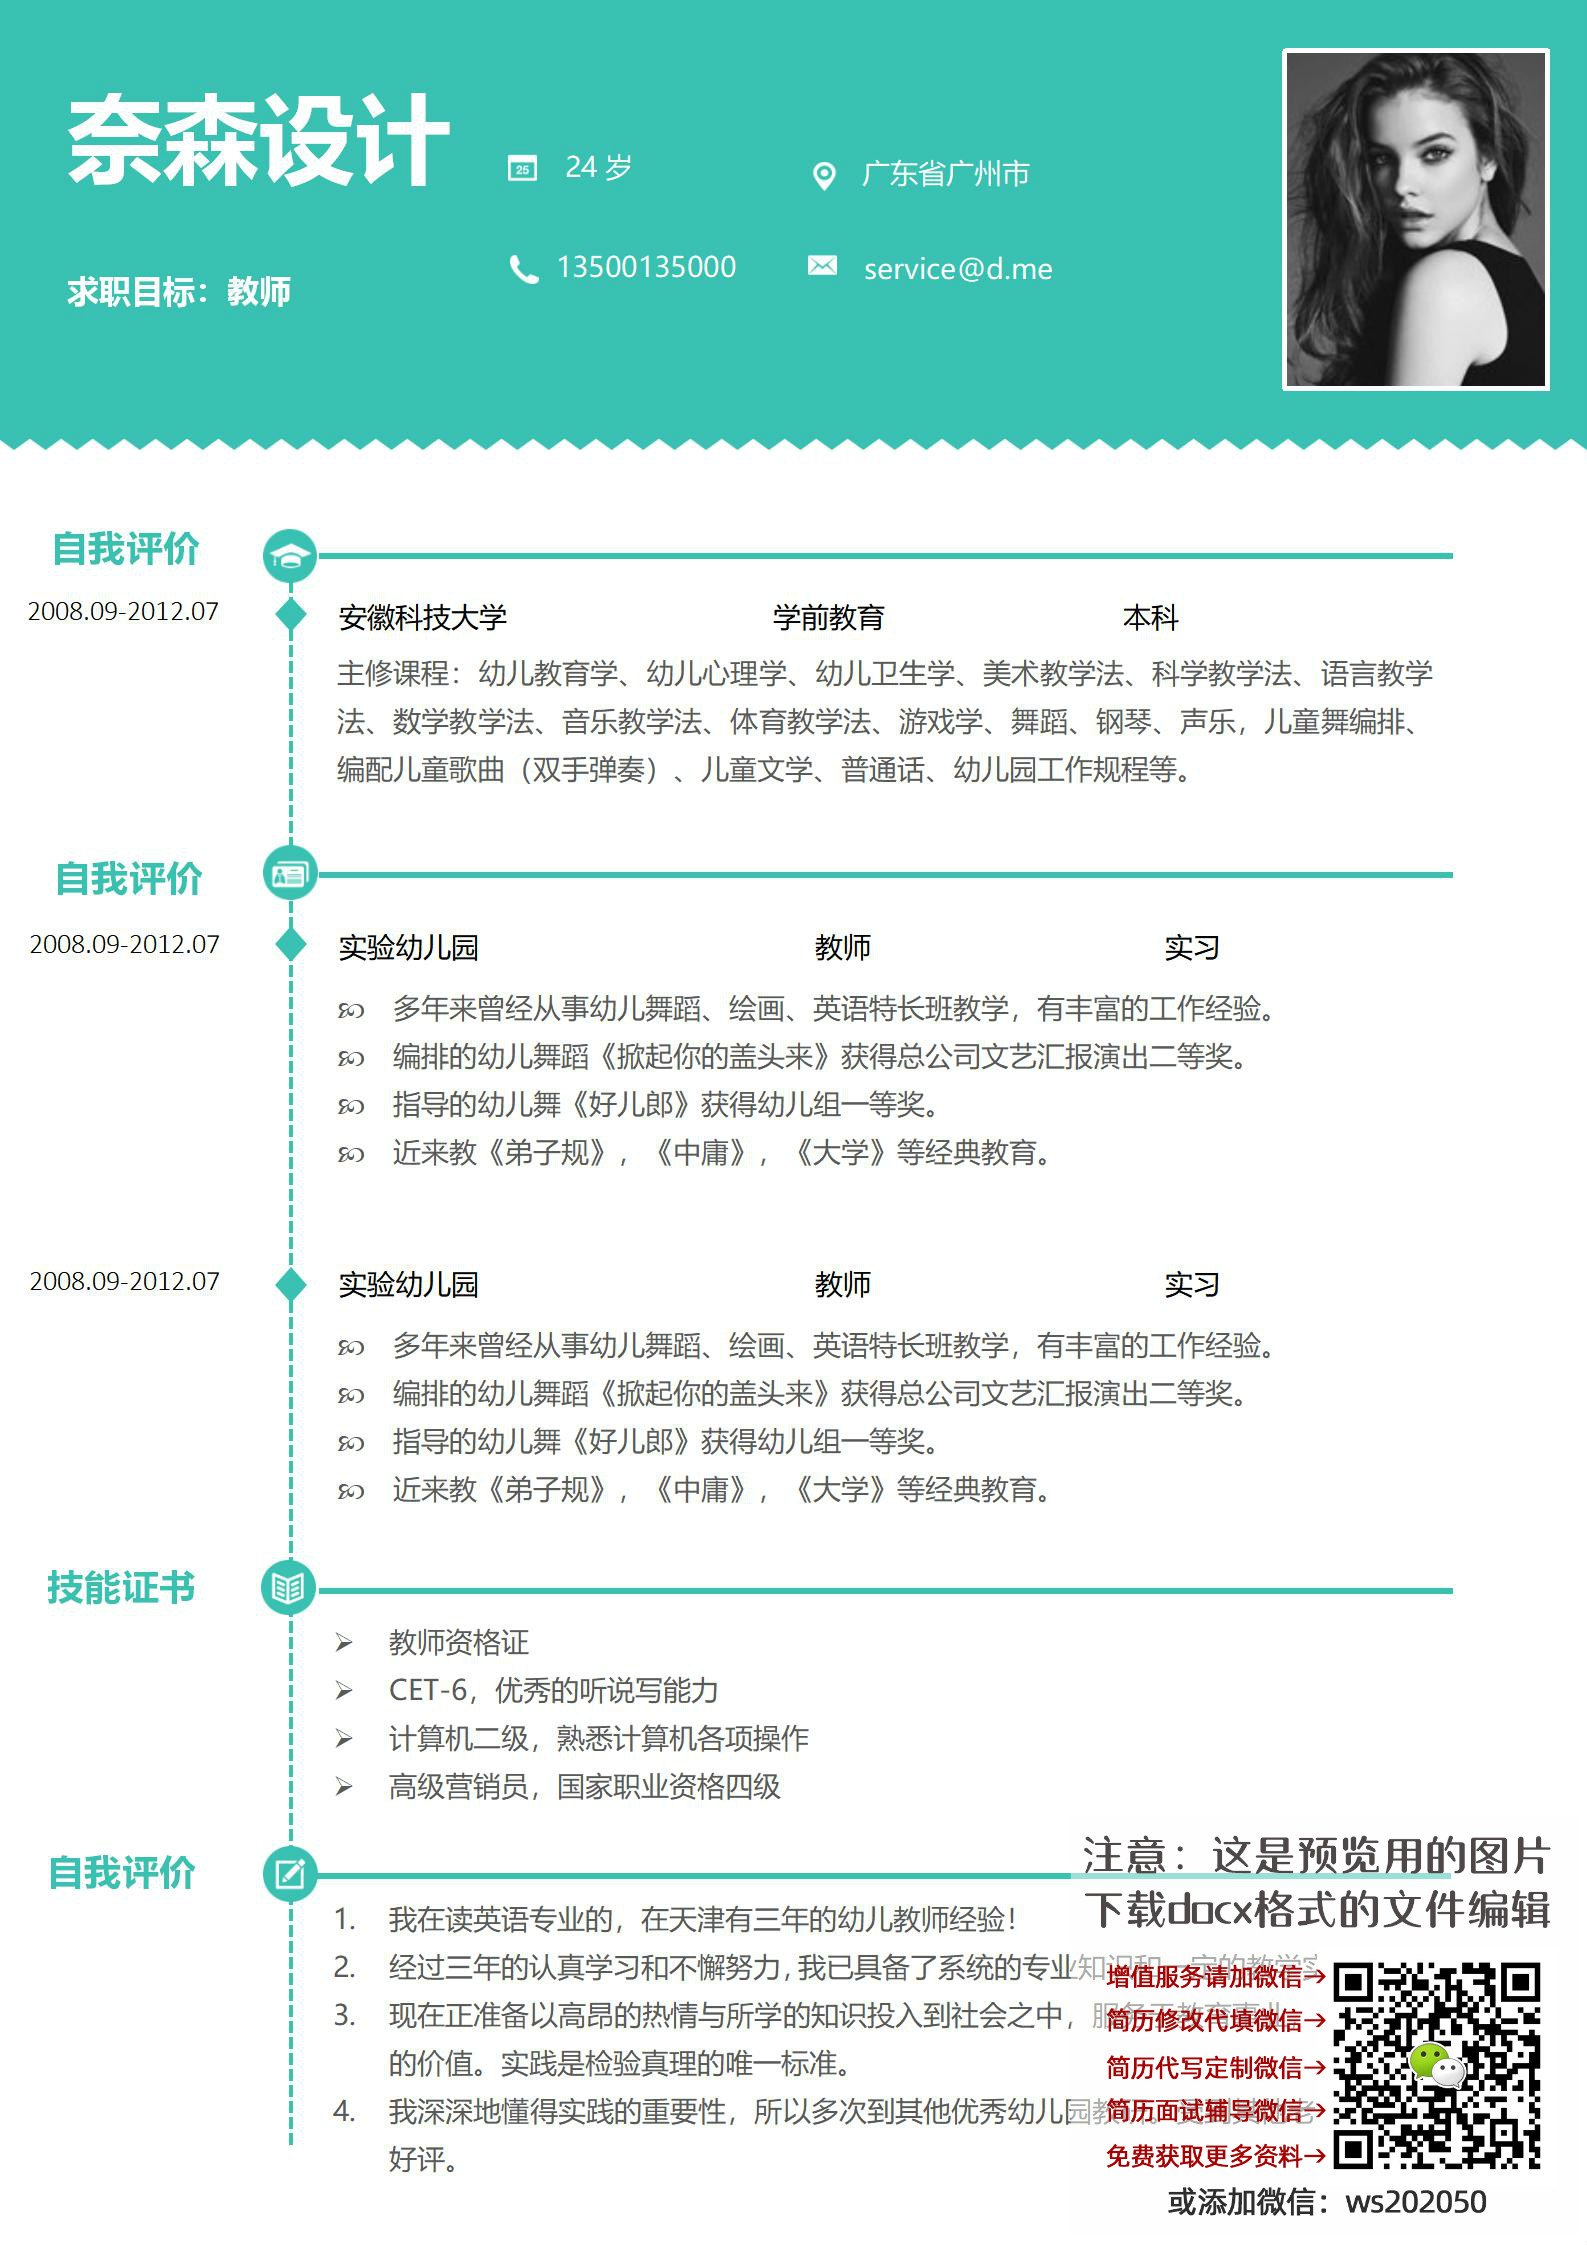 奈森设计
24 岁
广东省广州市
13500135000
service@d.me
求职目标：教师
自我评价
2008.09-2012.07
安徽科技大学 学前教育 本科
主修课程：幼儿教育学、幼儿心理学、幼儿卫生学、美术教学法、科学教学法、语言教学
法、数学教学法、音乐教学法、体育教学法、游戏学、舞蹈、钢琴、声乐，儿童舞编排、
编配儿童歌曲（双手弹奏）、儿童文学、普通话、幼儿园工作规程等。
自我评价
2008.09-2012.07
实验幼儿园 教师 实习
多年来曾经从事幼儿舞蹈、绘画、英语特长班教学，有丰富的工作经验。
编排的幼儿舞蹈《掀起你的盖头来》获得总公司文艺汇报演出二等奖。
指导的幼儿舞《好儿郎》获得幼儿组一等奖。
近来教《弟子规》，《中庸》，《大学》等经典教育。
2008.09-2012.07
实验幼儿园 教师 实习
多年来曾经从事幼儿舞蹈、绘画、英语特长班教学，有丰富的工作经验。
编排的幼儿舞蹈《掀起你的盖头来》获得总公司文艺汇报演出二等奖。
指导的幼儿舞《好儿郎》获得幼儿组一等奖。
近来教《弟子规》，《中庸》，《大学》等经典教育。
技能证书
教师资格证
CET-6，优秀的听说写能力
计算机二级，熟悉计算机各项操作
高级营销员，国家职业资格四级
自我评价
1. 我在读英语专业的，在天津有三年的幼儿教师经验！
2. 经过三年的认真学习和不懈努力,我已具备了系统的专业知识和一定的教学实
3. 现在正准备以高昂的热情与所学的知识投入到社会之中，服务于教育事业
的价值。实践是检验真理的唯一标准。
4. 我深深地懂得实践的重要性，所以多次到其他优秀幼儿园
好评。
注意：这是预览用的图片
下载docx格式的文件编辑
增值服务请加微信→
简历修改代填微信→
简历代写定制微信→
简历面试辅导微信→
免费获取更多资料→
或添加微信：ws202050